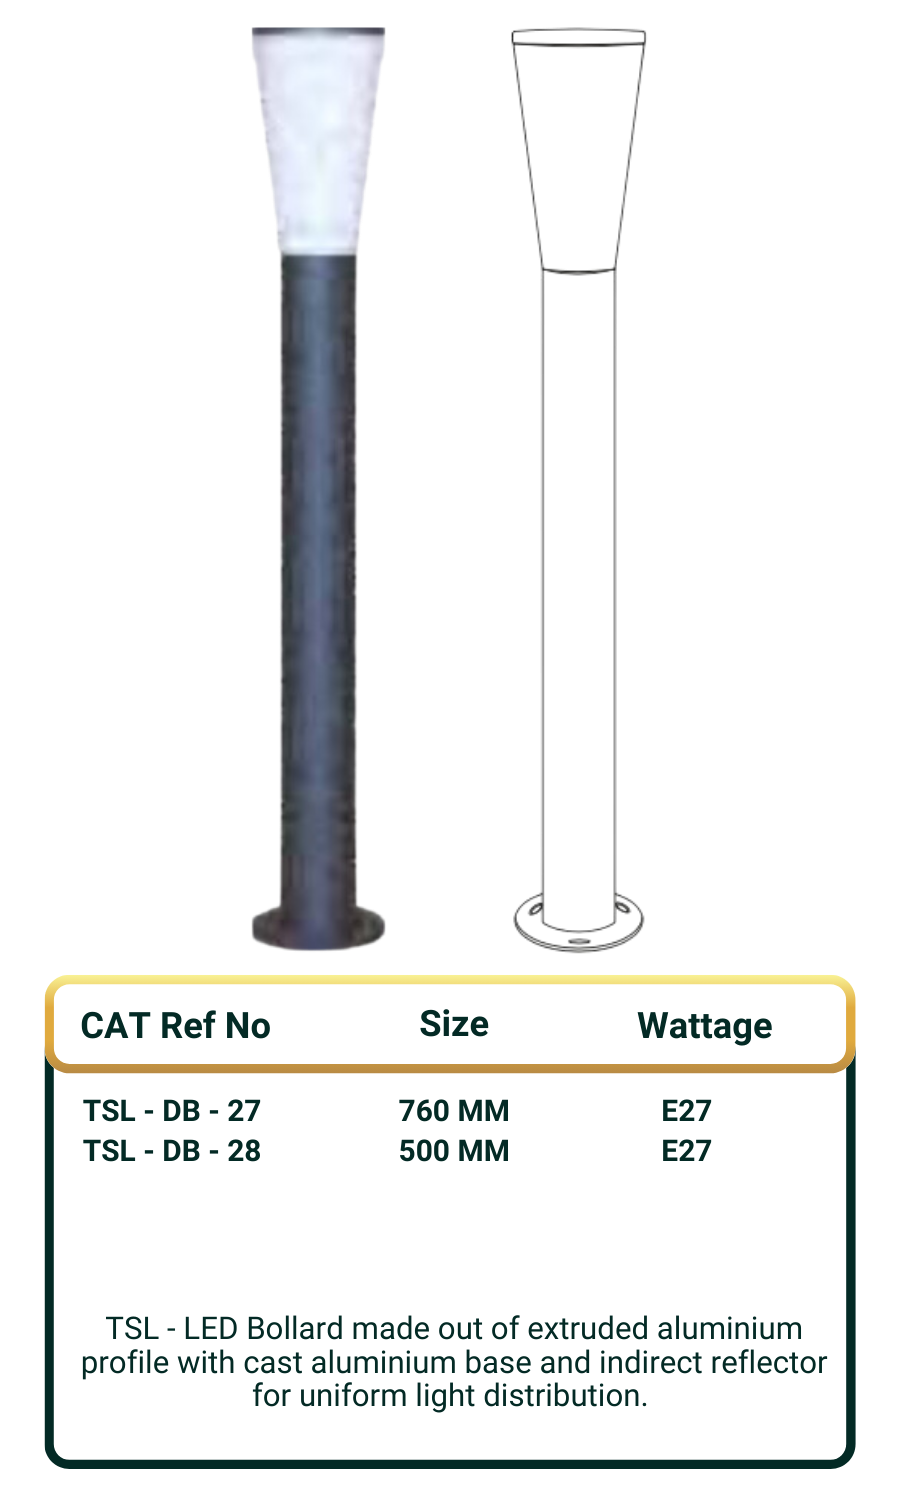 CAT Ref No Size Wattage
TSL - DB - 27 760 MM E27
TSL - DB - 28 500 MM E27
TSL - LED Bollard made out of extruded aluminium
profile with cast aluminium base and indirect reflector
for uniform light distribution.